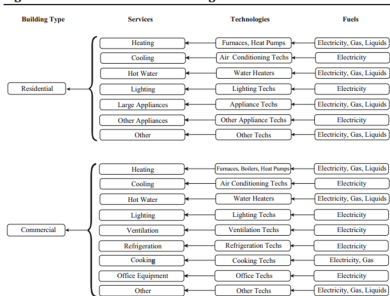 Building Type Services Technologies Fuels
Heating Furnaces, Heat Pumps Electricity, Gas, Liquids
Cooling Air Conditioning Techs Electricity
Hot Water Water Heaters Electricity, Gas, Liquids
Residential Lighting Lighting Techs Electricity
Large Appliances Appliance Techs Electricity, Gas, Liquids
Other Appliances Other Appliance Techs Electricity
Other Other Techs Electricity, Gas, Liquids
Heating Furnaces, Boilers, Heat Pumps Electricity, Gas, Liquids
Cooling Air Conditioning Techs Electricity
Hot Water Water Heaters Electricity, Gas, Liquids
Lighting Lighting Techs Electricity
Commercial Ventilation Ventilation Techs Electricity
Refrigeration Refrigeration Techs Electricity
Cooking Cooking Techs Electricity, Gas
Office Equipment Office Techs Electricity
Other Other Techs Electricity, Gas, Liquids